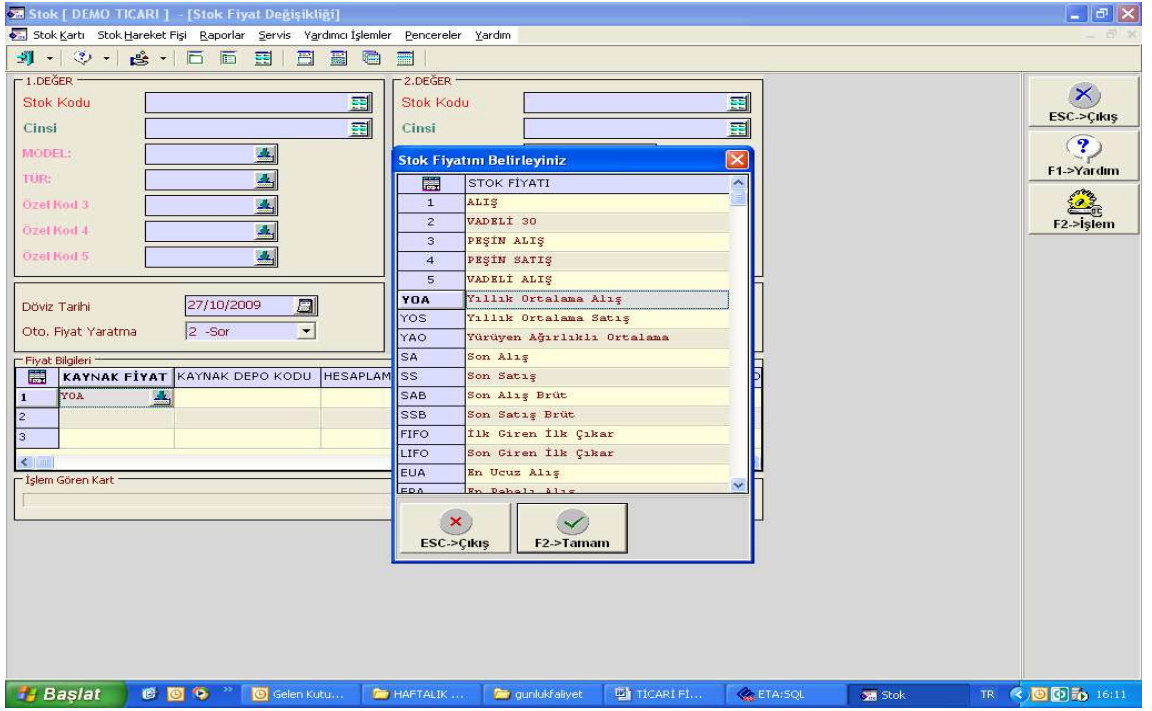 Stok [ DEMO TICARI ] - [Stok Fiyat Değişikliği]
Stok Kartı Stok Hareket Fişi Raporlar Servis Yardımcı İşlemler Pencereler Yardım
1.DEĞER
Stok Kodu
Cinsi
MODEL:
TÜR:
Özel Kod 3
Özel Kod 4
Özel Kod 5
2.DEĞER
Stok Kodu
Cinsi
Döviz Tarihi 27/10/2009
Oto. Fiyat Yaratma 2 -Sor
Fiyat Bilgileri
KAYNAK FİYAT KAYNAK DEPO KODU HESAPLAM
1 YOA
2
3
İşlem Gören Kart
Stok Fiyatını Belirleyiniz
STOK FİYATI
1 ALIŞ
2 VADELİ 30
3 PEŞİN ALIŞ
4 PEŞİN SATIŞ
5 VADELİ ALIŞ
YOA Yıllık Ortalama Alış
YOS Yıllık Ortalama Satış
YAO Yürüyen Ağırlıklı Ortalama
SA Son Alış
SS Son Satış
SAB Son Alış Brüt
SSB Son Satış Brüt
FIFO İlk Giren İlk Çıkar
LIFO Son Giren İlk Çıkar
EUA En Ucuz Alış
EPA En Pahalı Alış
ESC->Çıkış F2->Tamam
ESC->Çıkış
F1->Yardım
F2->İşlem
Başlat Gelen Kutu... HAFTALIK ... gunlukfaliyet TİCARİ Fİ... ETA:SQL Stok TR 16:11